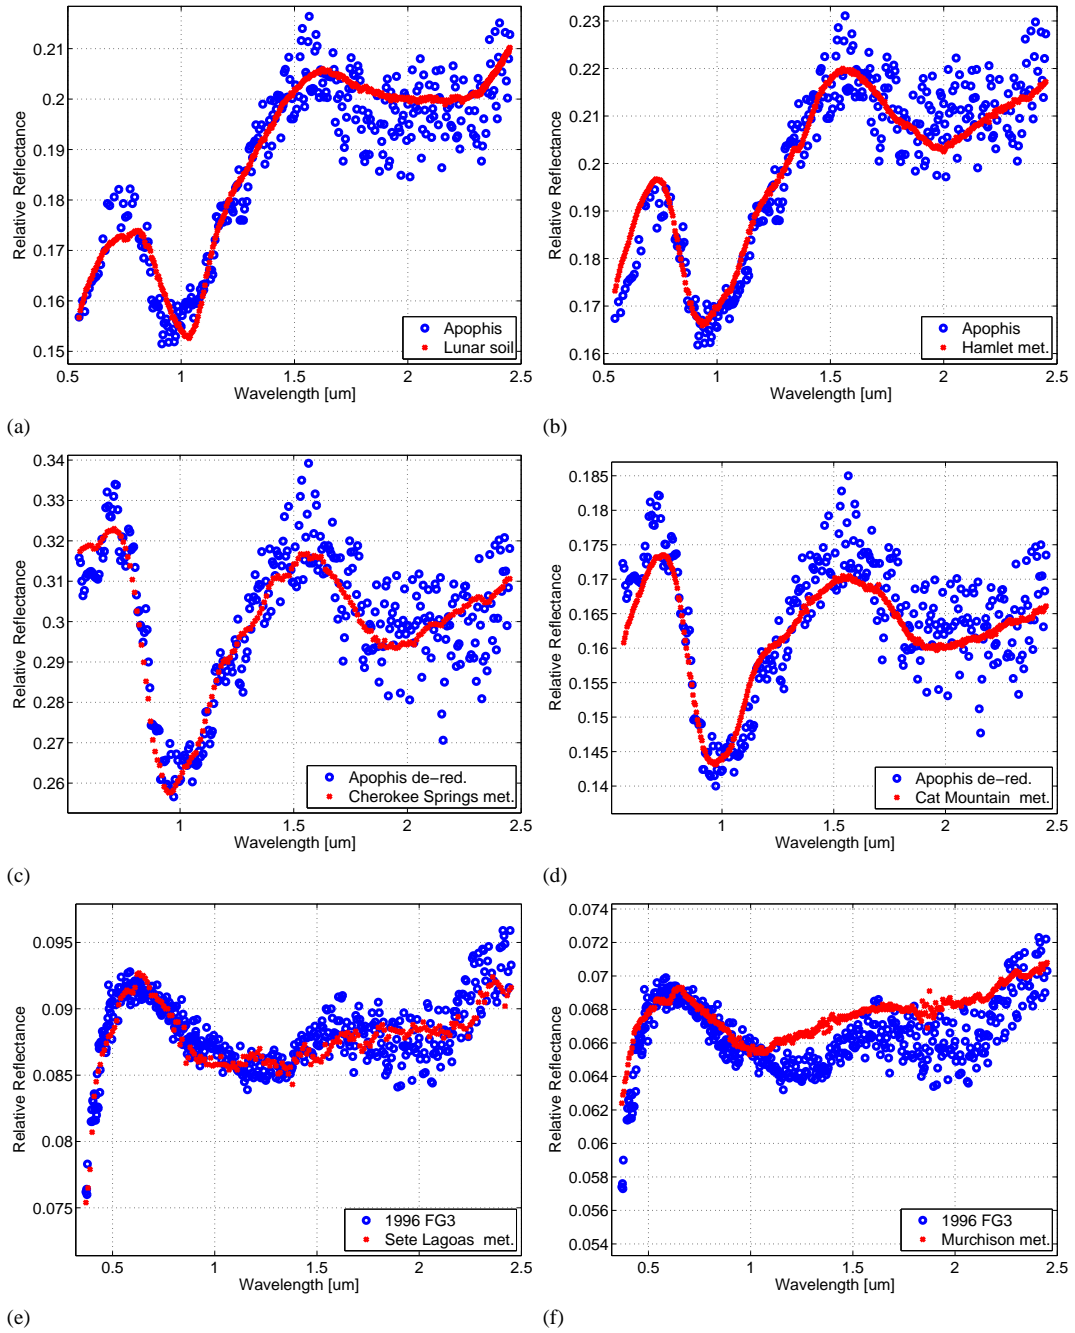 0.21
0.2
0.19
0.18
0.17
0.16
0.15
0.5
1
1.5
2
2.5
Relative Reflectance
Wavelength [um]
Apophis
Lunar soil
(a)
0.23
0.22
0.21
0.2
0.19
0.18
0.17
0.16
0.5
1
1.5
2
2.5
Relative Reflectance
Wavelength [um]
Apophis
Hamlet met.
(b)
0.34
0.33
0.32
0.31
0.3
0.29
0.28
0.27
0.26
1
1.5
2
2.5
Relative Reflectance
Wavelength [um]
Apophis de-red.
Cherokee Springs met.
(c)
0.185
0.18
0.175
0.17
0.165
0.16
0.155
0.15
0.145
0.14
1
1.5
2
2.5
Relative Reflectance
Wavelength [um]
Apophis de-red.
Cat Mountain met.
(d)
0.095
0.09
0.085
0.08
0.075
0.5
1
1.5
2
2.5
Relative Reflectance
Wavelength [um]
1996 FG3
Sete Lagoas met.
(e)
0.074
0.072
0.07
0.068
0.066
0.064
0.062
0.06
0.058
0.056
0.054
0.5
1
1.5
2
2.5
Relative Reflectance
Wavelength [um]
1996 FG3
Murchison met.
(f)